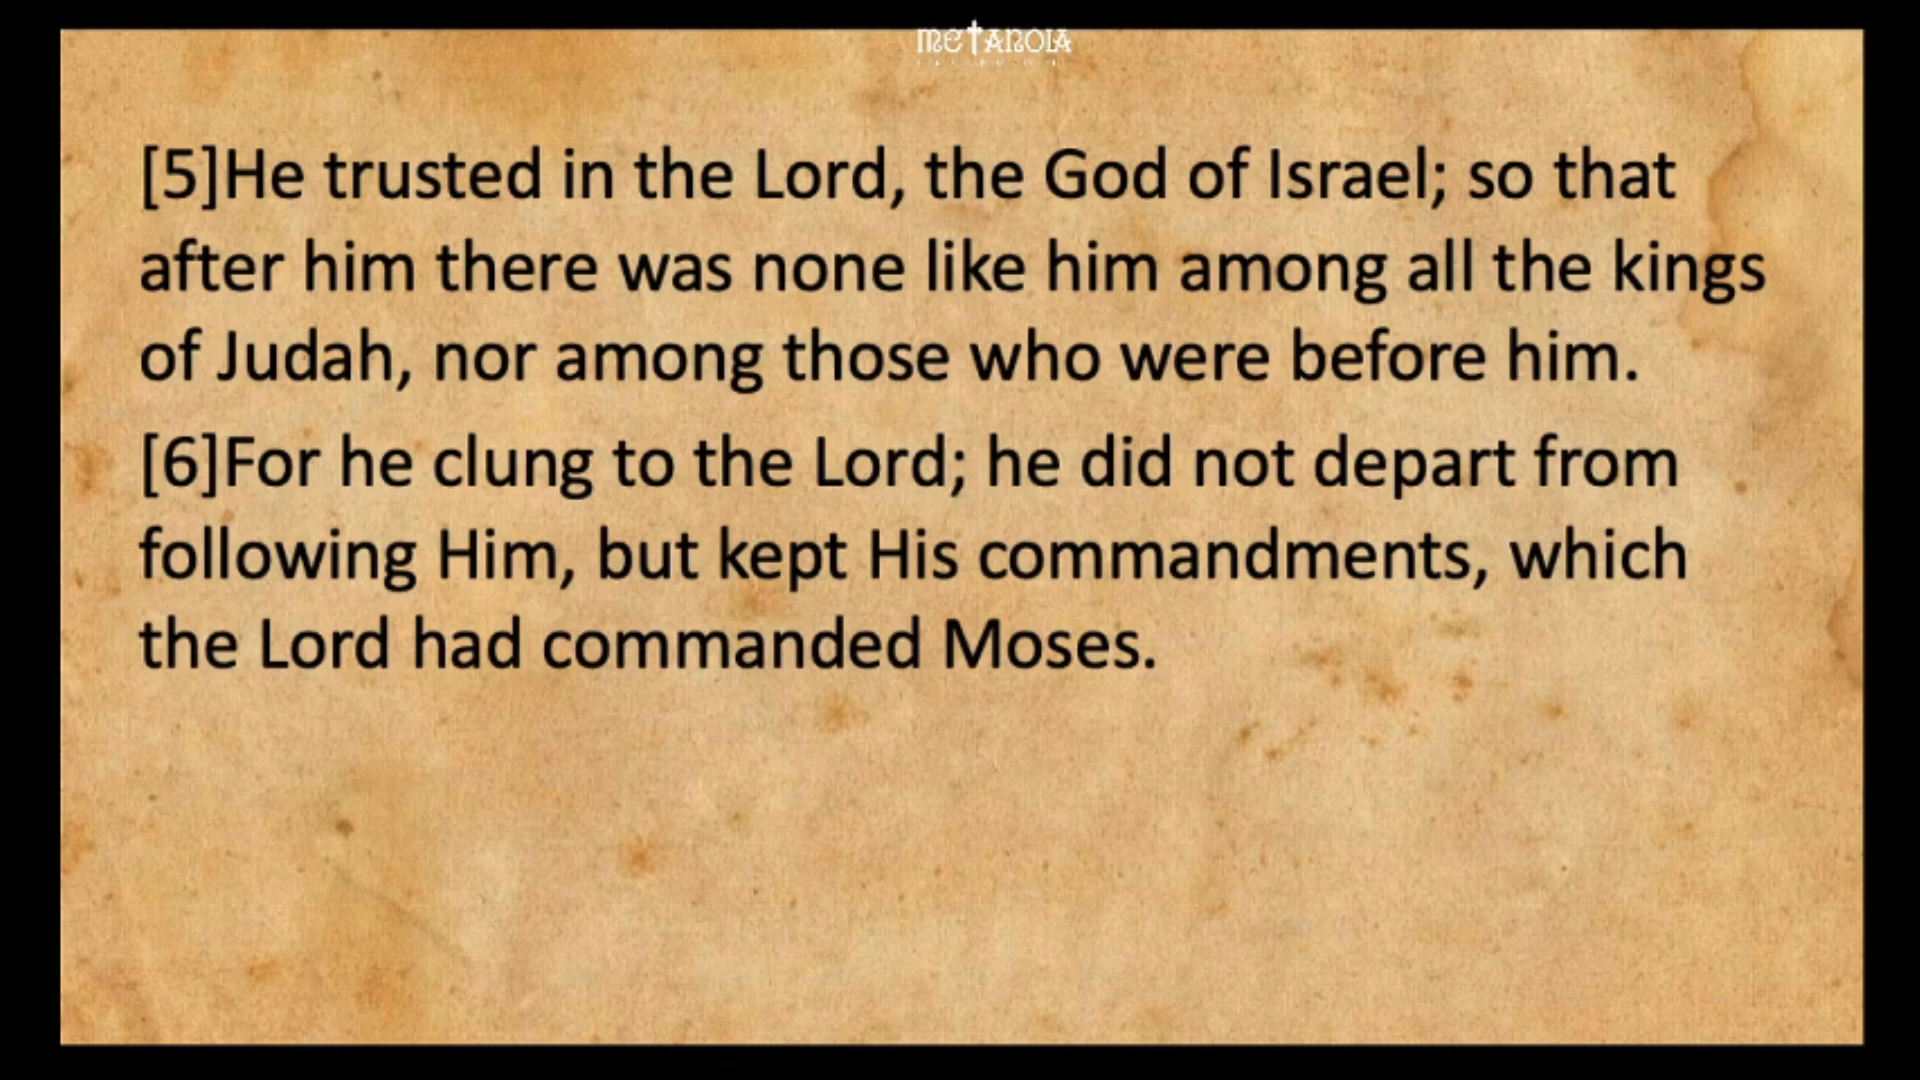 METANOIA
[5]He trusted in the Lord, the God of Israel; so that
after him there was none like him among all the kings
of Judah, nor among those who were before him.
[6]For he clung to the Lord; he did not depart from
following Him, but kept His commandments, which
the Lord had commanded Moses.